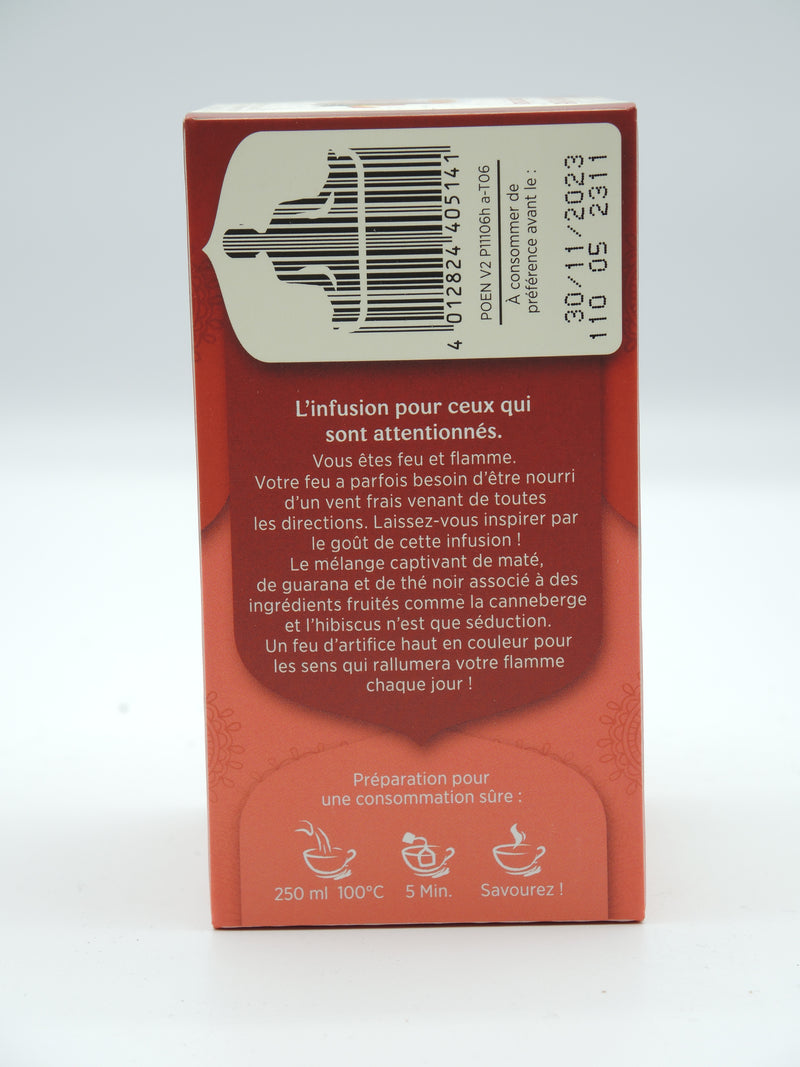 4 012824 405141
POEN V2 P11106h a-T06
À consommer de
préférence avant le :
30/11/2023
110 05 2311
L'infusion pour ceux qui
sont attentionnés.
Vous êtes feu et flamme.
Votre feu a parfois besoin d'être nourri
d'un vent frais venant de toutes
les directions. Laissez-vous inspirer par
le goût de cette infusion !
Le mélange captivant de maté,
de guarana et de thé noir associé à des
ingrédients fruités comme la canneberge
et l'hibiscus n'est que séduction.
Un feu d'artifice haut en couleur pour
les sens qui rallumera votre flamme
chaque jour !
Préparation pour
une consommation sûre :
250 ml 100°C 5 Min. Savourez !